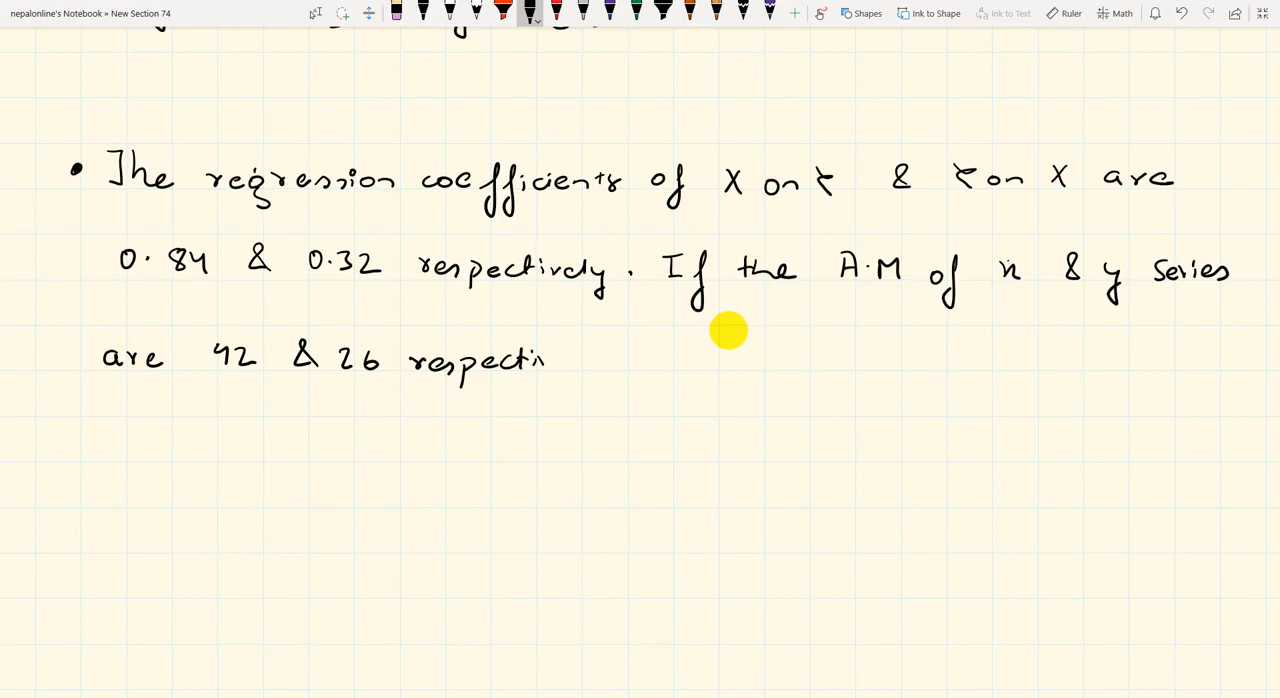 nepalonline's Notebook » New Section 74
Shapes Ink to Shape Ink to Text Ruler Math
• The regression coefficients of X on Y & Y on X are
0.84 & 0.32 respectively. If the A.M of x & y series
are 42 & 26 respecti